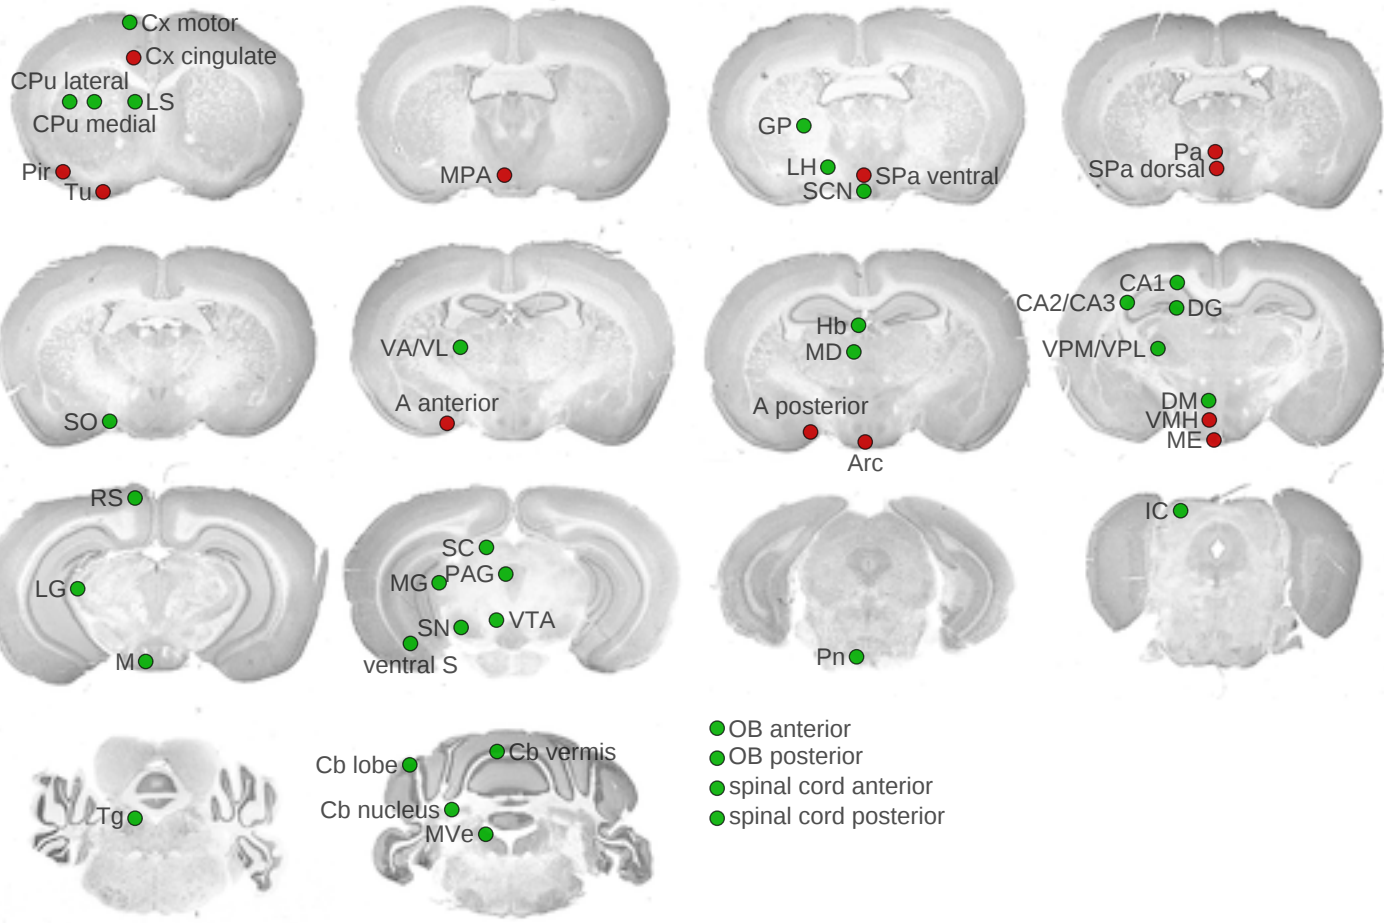 Cx motor
Cx cingulate
CPu lateral
LS
CPu medial
Pir
Tu
MPA
GP
LH
SPa ventral
SCN
Pa
SPa dorsal
SO
VA/VL
A anterior
Hb
MD
A posterior
Arc
CA1
CA2/CA3
DG
VPM/VPL
DM
VMH
ME
RS
LG
M
SC
MG
PAG
SN
VTA
ventral S
Pn
IC
Tg
Cb lobe
Cb vermis
Cb nucleus
MVe
OB anterior
OB posterior
spinal cord anterior
spinal cord posterior